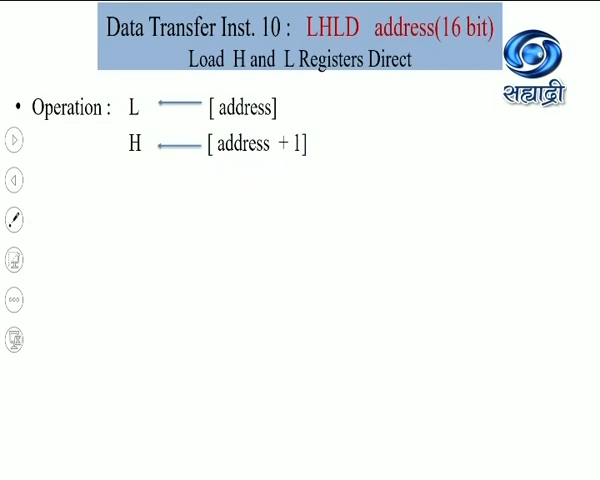 Data Transfer Inst. 10 : LHLD address(16 bit)
Load H and L Registers Direct
सह्याद्री
• Operation : L [ address]
H [ address + 1]